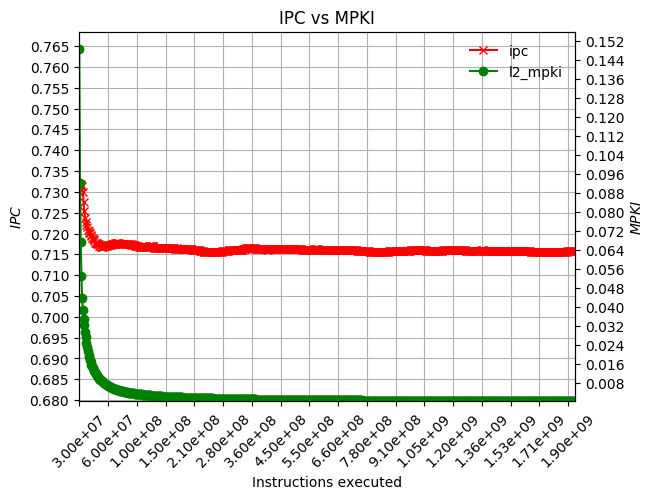 IPC vs MPKI
ipc
l2_mpki
IPC
0.765
0.760
0.755
0.750
0.745
0.740
0.735
0.730
0.725
0.720
0.715
0.710
0.705
0.700
0.695
0.690
0.685
0.680
MPKI
0.152
0.144
0.136
0.128
0.120
0.112
0.104
0.096
0.088
0.080
0.072
0.064
0.056
0.048
0.040
0.032
0.024
0.016
0.008
3.00e+07
6.00e+07
1.00e+08
1.50e+08
2.10e+08
2.80e+08
3.60e+08
4.50e+08
5.50e+08
6.60e+08
7.80e+08
9.10e+08
1.05e+09
1.20e+09
1.36e+09
1.53e+09
1.71e+09
1.90e+09
Instructions executed